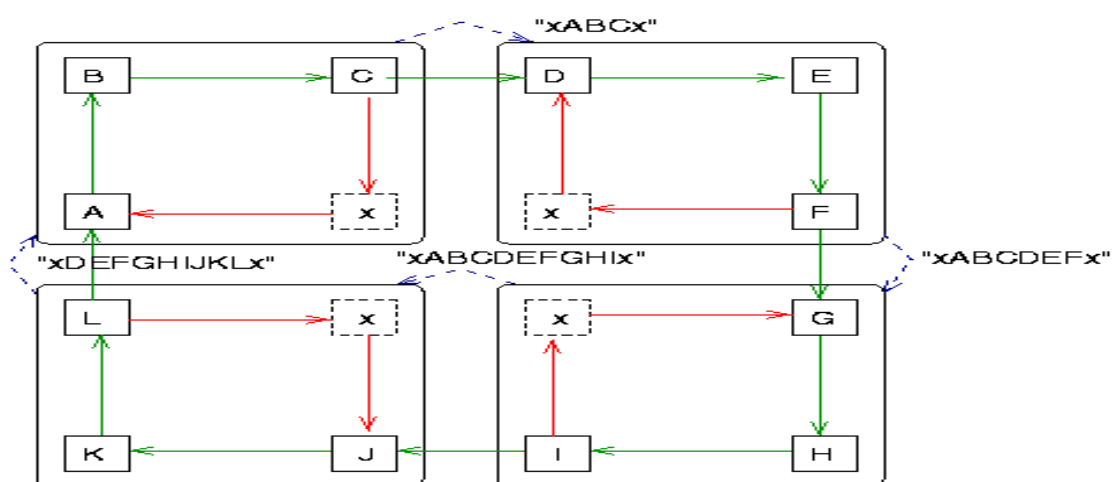 "xABCx"
B C D E
A x x F
"xDEFGHIJKLx" "xABCDEFGHIx" "xABCDEFx"
L x x G
K J I H